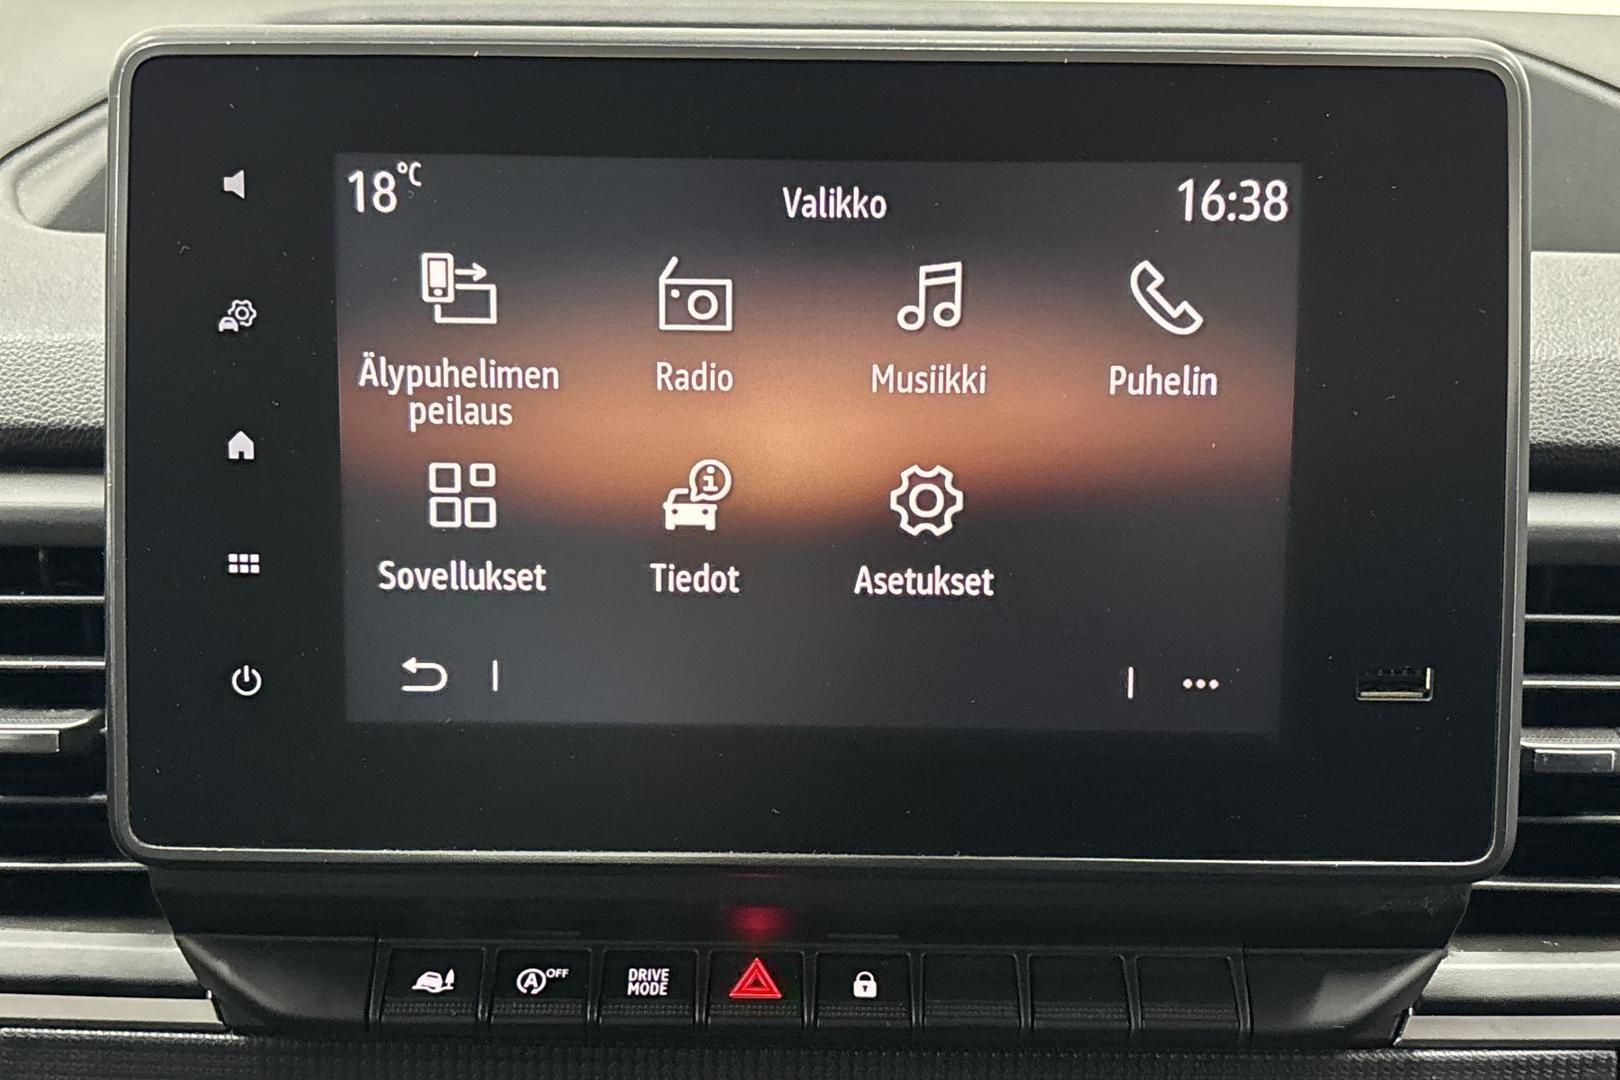 18°C
Valikko
16:38
Älypuhelimen
peilaus
Radio
Musiikki
Puhelin
Sovellukset
Tiedot
Asetukset
A OFF
DRIVE
MODE